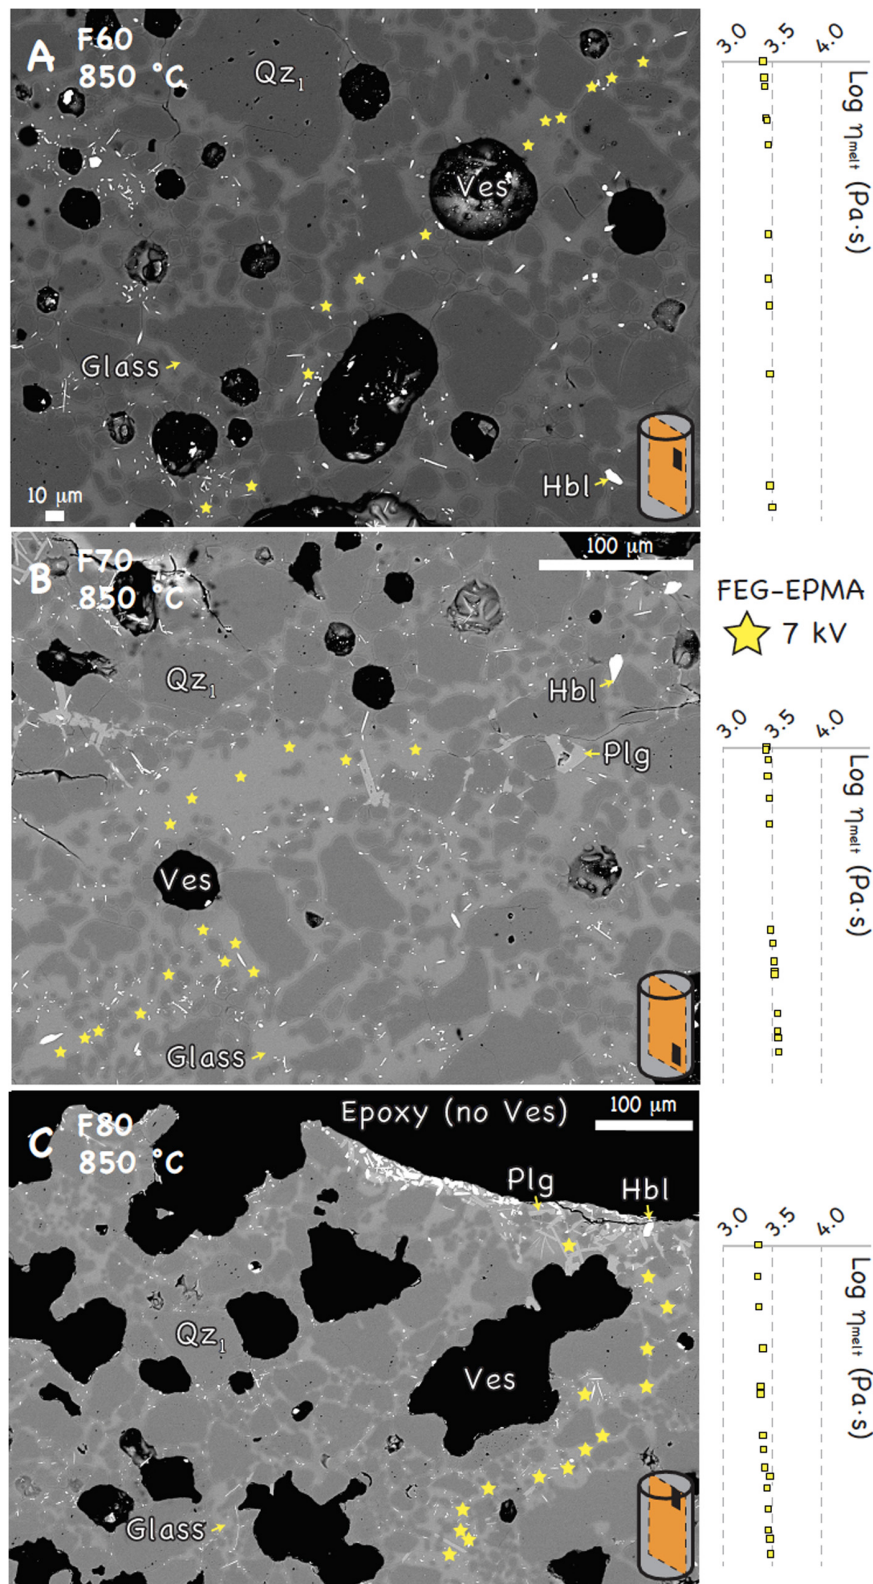 A
F60
850 °C
Qz1
Ves
Glass
Hbl
10 μm
3.0 3.5 4.0
Log ηmelt (Pa·s)
B
F70
850 °C
100 μm
Qz1
Hbl
Plg
Ves
Glass
FEG-EPMA
7 kV
3.0 3.5 4.0
Log ηmelt (Pa·s)
C
F80
850 °C
Epoxy (no Ves)
100 μm
Plg
Hbl
Qz1
Ves
Glass
3.0 3.5 4.0
Log ηmelt (Pa·s)